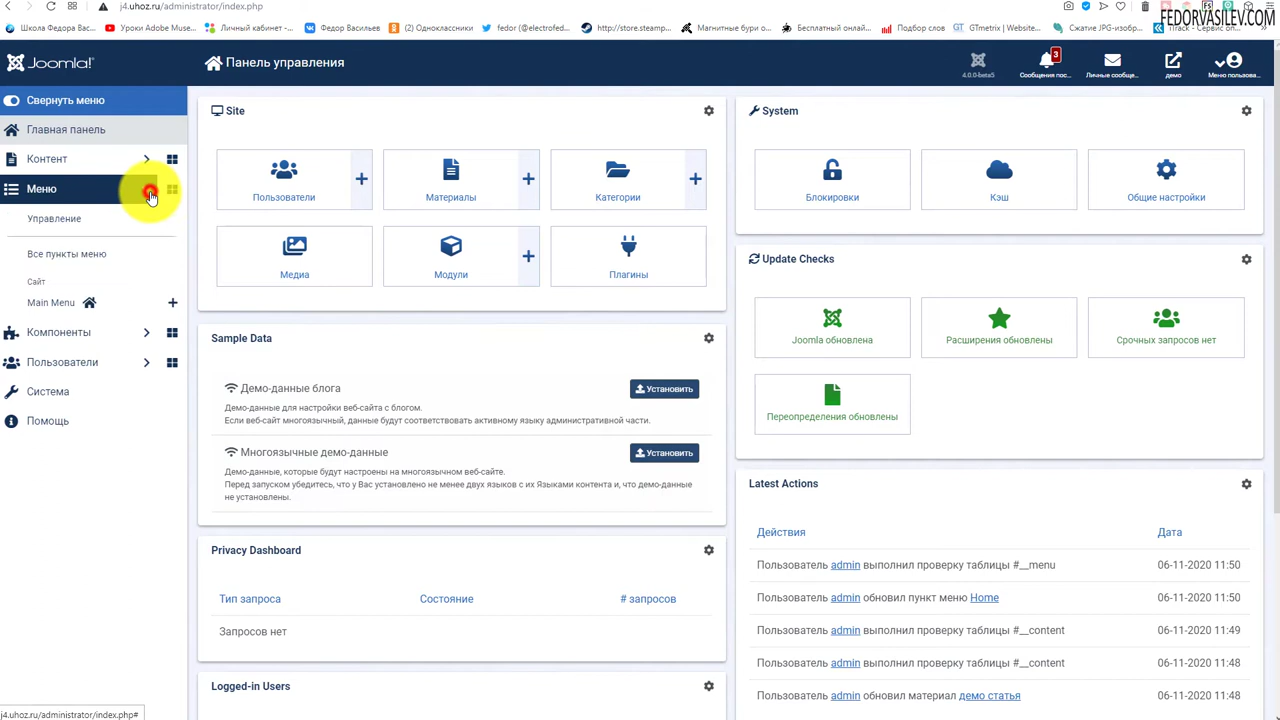 j4.uhoz.ru/administrator/index.php
FEDORVASILEV.COM
Школа Федора Вас...
Уроки Adobe Muse...
Личный кабинет -...
Федор Васильев
(2) Одноклассники
fedor (@electrofed...
http://store.steamp...
Магнитные бури о...
Бесплатный онлай...
Подбор слов
GTmetrix | Website...
Сжатие JPG-изобр...
Joomla!
Панель управления
4.0.0-beta5
3
Сообщения пос...
Личные сообще...
демо
Меню пользова...
Свернуть меню
Главная панель
Контент
Меню
Управление
Все пункты меню
Сайт
Main Menu
Компоненты
Пользователи
Система
Помощь
Site
Пользователи
Материалы
Категории
Медиа
Модули
Плагины
System
Блокировки
Кэш
Общие настройки
Update Checks
Joomla обновлена
Расширения обновлены
Срочных запросов нет
Переопределения обновлены
Sample Data
Демо-данные блога
Установить
Демо-данные для настройки веб-сайта с блогом.
Если веб-сайт многоязычный, данные будут соответствовать активному языку административной части.
Многоязычные демо-данные
Установить
Демо-данные, которые будут настроены на многоязычном веб-сайте.
Перед запуском убедитесь, что у Вас установлено не менее двух языков с их Языками контента и, что демо-данные
не установлены.
Privacy Dashboard
Тип запроса Состояние # запросов
Запросов нет
Logged-in Users
Latest Actions
Действия Дата
Пользователь admin выполнил проверку таблицы #__menu 06-11-2020 11:50
Пользователь admin обновил пункт меню Home 06-11-2020 11:50
Пользователь admin выполнил проверку таблицы #__content 06-11-2020 11:49
Пользователь admin выполнил проверку таблицы #__content 06-11-2020 11:48
Пользователь admin обновил материал демо статья 06-11-2020 11:48
j4.uhoz.ru/administrator/index.php#